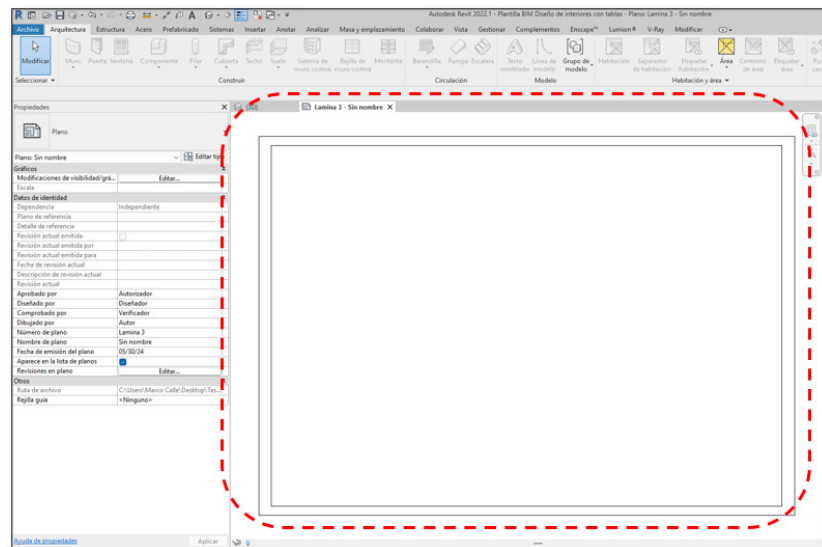 Autodesk Revit 2022.1 - Plantilla BIM Diseño de interiores con tablas - Plano: Lamina 3 - Sin nombre
Archivo Arquitectura Estructura Acero Prefabricado Sistemas Insertar Anotar Analizar Masa y emplazamiento Colaborar Vista Gestionar Complementos Enscape™ Lumion® V-Ray Modificar
Modificar Muro Puerta Ventana Componente Pilar Cubierta Techo Suelo Sistema de muro cortina Rejilla de muro cortina Montante Barandilla Rampa Escalera Texto modelado Línea de modelo Grupo de modelo Habitación Separador de habitación Etiquetar habitación Área Contorno de área Etiquetar área
Seleccionar Construir Circulación Modelo Habitación y área
Propiedades
Lamina 3 - Sin nombre
Plano
Plano: Sin nombre Editar tip
Gráficos
Modificaciones de visibilidad/grá... Editar...
Escala
Datos de identidad
Dependencia Independiente
Plano de referencia
Detalle de referencia
Revisión actual emitida
Revisión actual emitida por
Revisión actual emitida para
Fecha de revisión actual
Descripción de revisión actual
Revisión actual
Aprobado por Autorizador
Diseñado por Diseñador
Comprobado por Verificador
Dibujado por Autor
Número de plano Lamina 3
Nombre de plano Sin nombre
Fecha de emisión del plano 05/30/24
Aparece en la lista de planos
Revisiones en plano Editar...
Otros
Ruta de archivo C:\Users\Marco Calle\Desktop\Tes...
Rejilla guía <Ninguno>
Ayuda de propiedades Aplicar